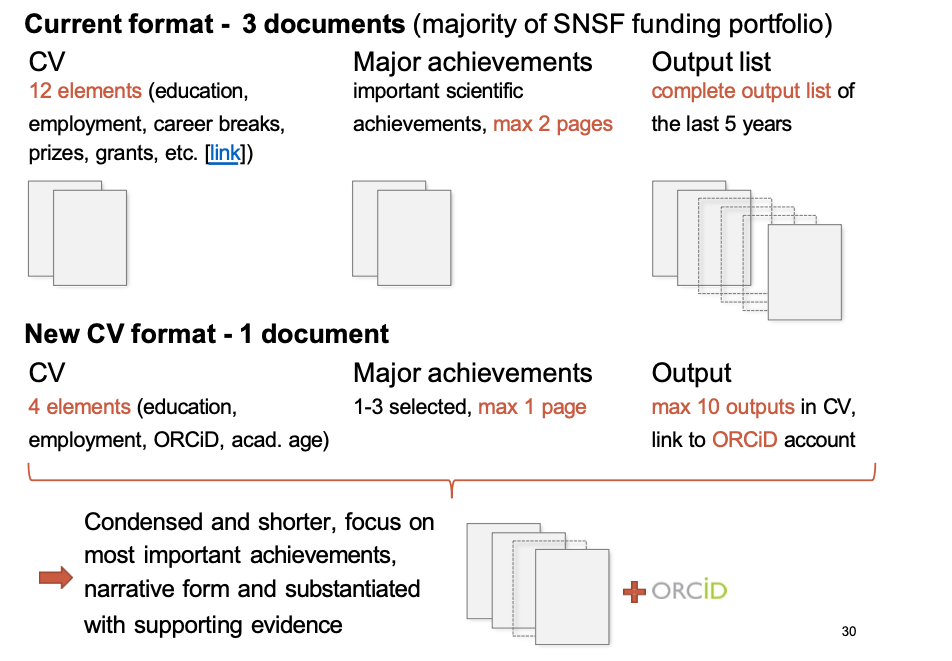 Current format - 3 documents (majority of SNSF funding portfolio)
CV
12 elements (education,
employment, career breaks,
prizes, grants, etc. [link])
Major achievements
important scientific
achievements, max 2 pages
Output list
complete output list of
the last 5 years
New CV format - 1 document
CV
4 elements (education,
employment, ORCiD, acad. age)
Major achievements
1-3 selected, max 1 page
Output
max 10 outputs in CV,
link to ORCiD account
Condensed and shorter, focus on
most important achievements,
narrative form and substantiated
with supporting evidence
ORCiD
30